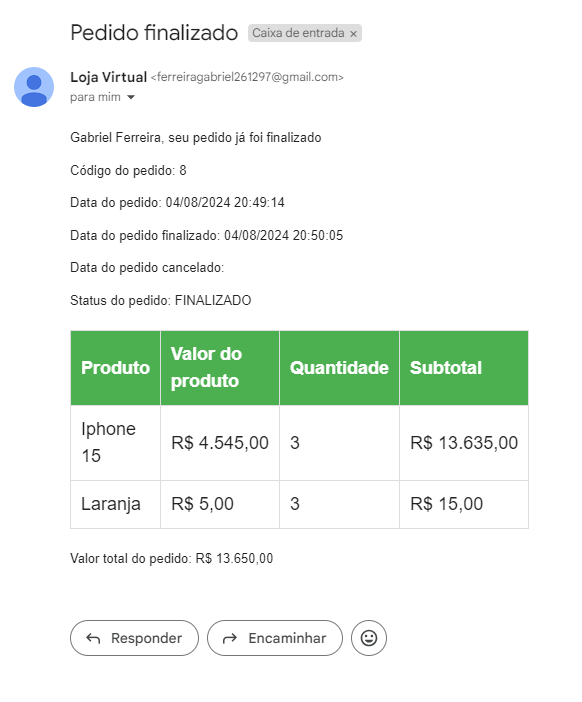 Pedido finalizado Caixa de entrada ×
Loja Virtual <ferreiragabriel261297@gmail.com>
para mim
Gabriel Ferreira, seu pedido já foi finalizado
Código do pedido: 8
Data do pedido: 04/08/2024 20:49:14
Data do pedido finalizado: 04/08/2024 20:50:05
Data do pedido cancelado:
Status do pedido: FINALIZADO
Produto Valor do produto Quantidade Subtotal
Iphone 15 R$ 4.545,00 3 R$ 13.635,00
Laranja R$ 5,00 3 R$ 15,00
Valor total do pedido: R$ 13.650,00
Responder Encaminhar